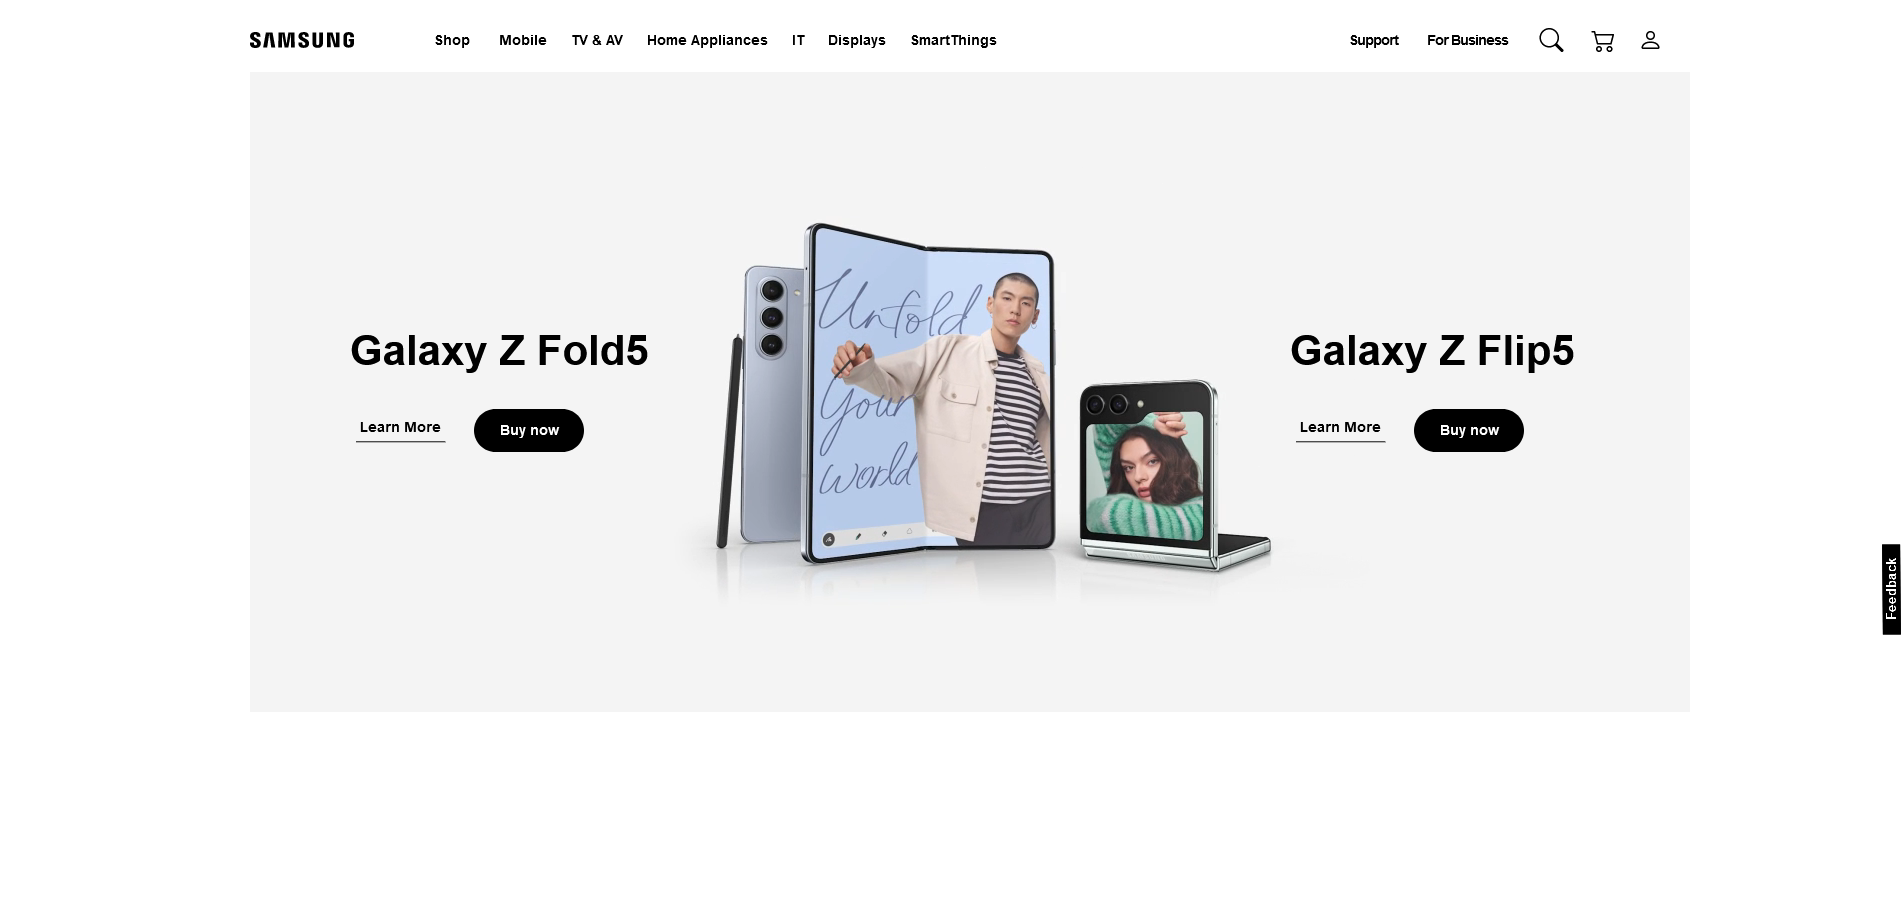 SAMSUNG
Shop
Mobile
TV & AV
Home Appliances
IT
Displays
SmartThings
Support
For Business
Unfold
Your
world
Galaxy Z Fold5
Learn More
Buy now
Galaxy Z Flip5
Learn More
Buy now
Feedback